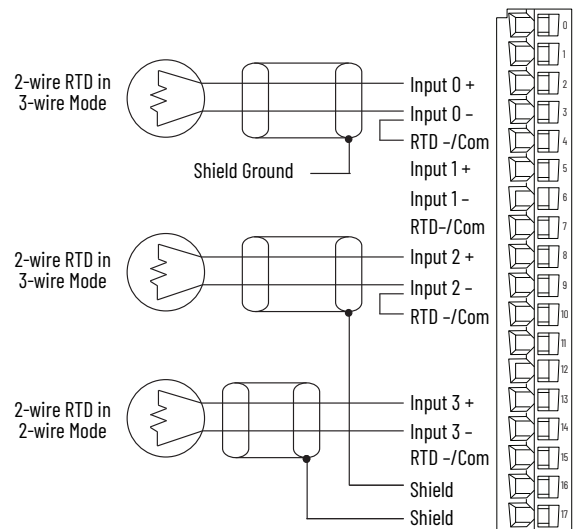 2-wire RTD in
3-wire Mode
Input 0 +
Input 0 –
RTD –/Com
Shield Ground
Input 1 +
Input 1 –
RTD-/Com
2-wire RTD in
3-wire Mode
Input 2 +
Input 2 –
RTD –/Com
2-wire RTD in
2-wire Mode
Input 3 +
Input 3 –
RTD –/Com
Shield
Shield
0
1
2
3
4
5
6
7
8
9
10
11
12
13
14
15
16
17